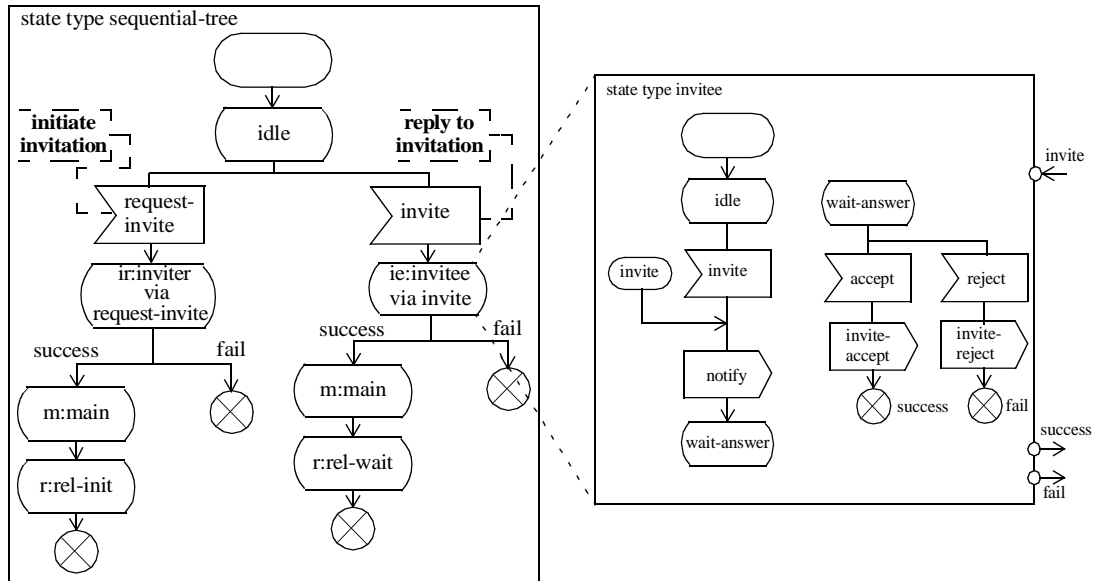 state type sequential-tree
idle
initiate
invitation
reply to
invitation
request-
invite
invite
ir:inviter
via
request-invite
ie:invitee
via invite
success
fail
success
fail
m:main
m:main
r:rel-init
r:rel-wait
state type invitee
idle
invite
invite
notify
wait-answer
wait-answer
accept
reject
invite-
accept
invite-
reject
success
fail
invite
success
fail